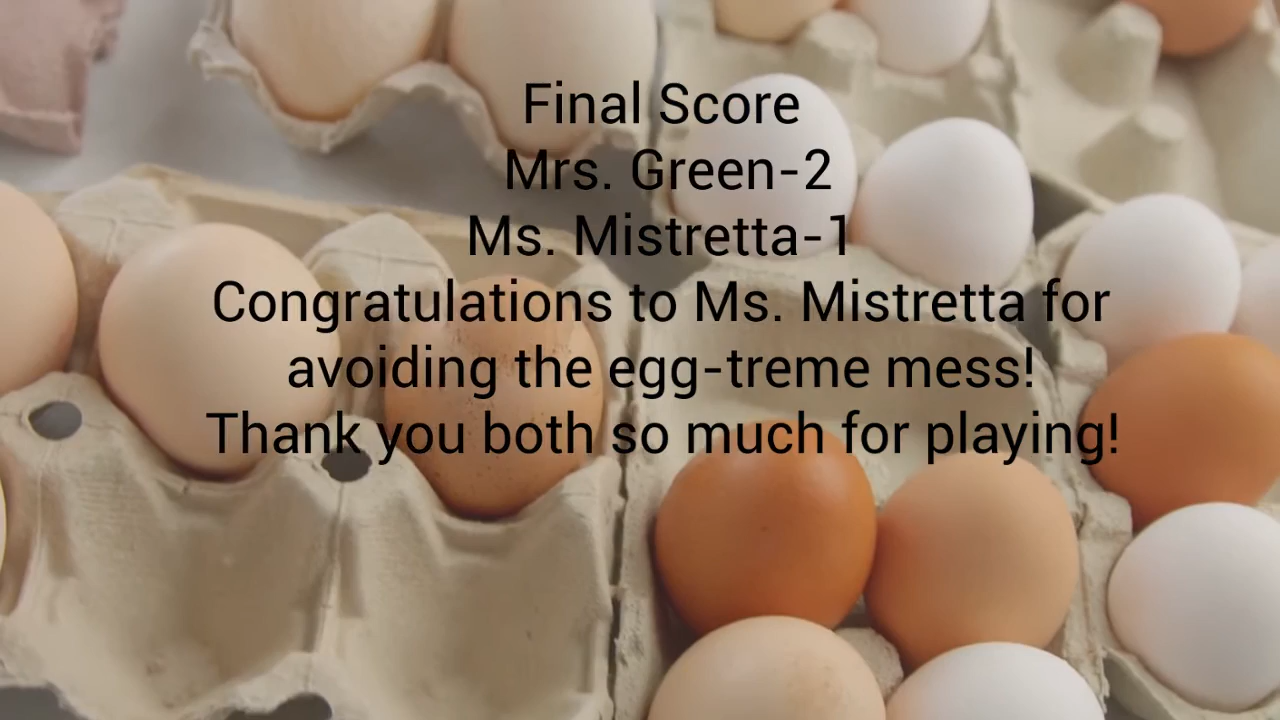 Final Score
Mrs. Green-2
Ms. Mistretta-1
Congratulations to Ms. Mistretta for
avoiding the egg-treme mess!
Thank you both so much for playing!